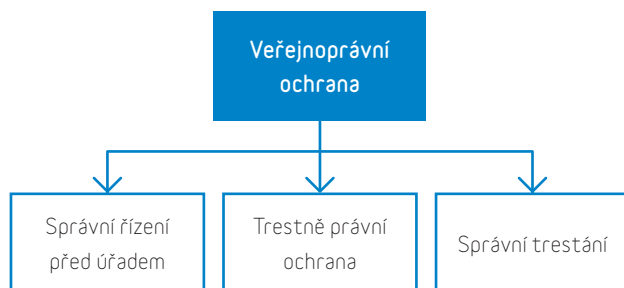 Veřejnoprávní
ochrana
Správní řízení
před úřadem
Trestně právní
ochrana
Správní trestání